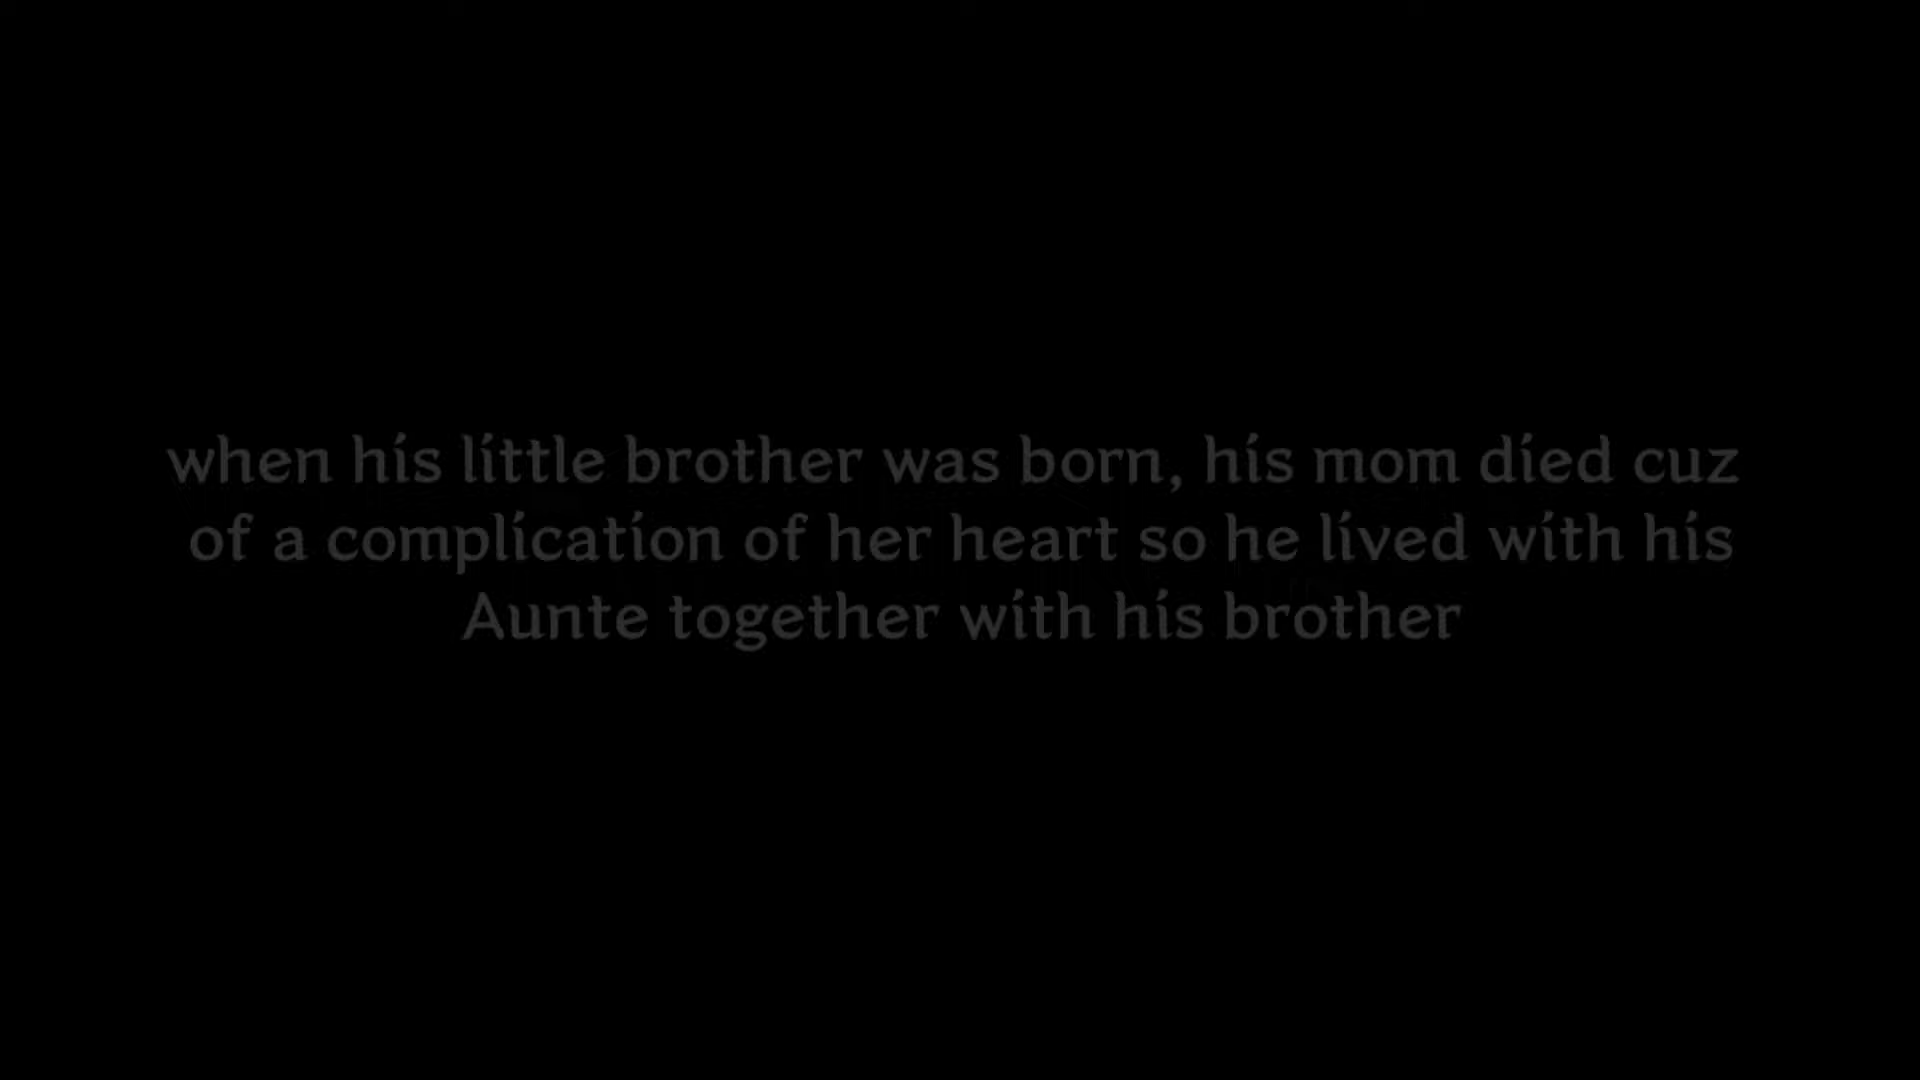 when his little brother was born, his mom died cuz
of a complication of her heart so he lived with his
Aunte together with his brother